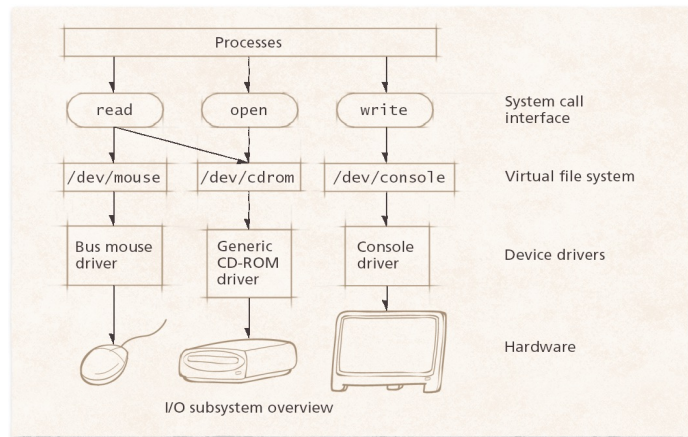 Processes
read
open
write
System call
interface
/dev/mouse
/dev/cdrom
/dev/console
Virtual file system
Bus mouse
driver
Generic
CD-ROM
driver
Console
driver
Device drivers
Hardware
I/O subsystem overview